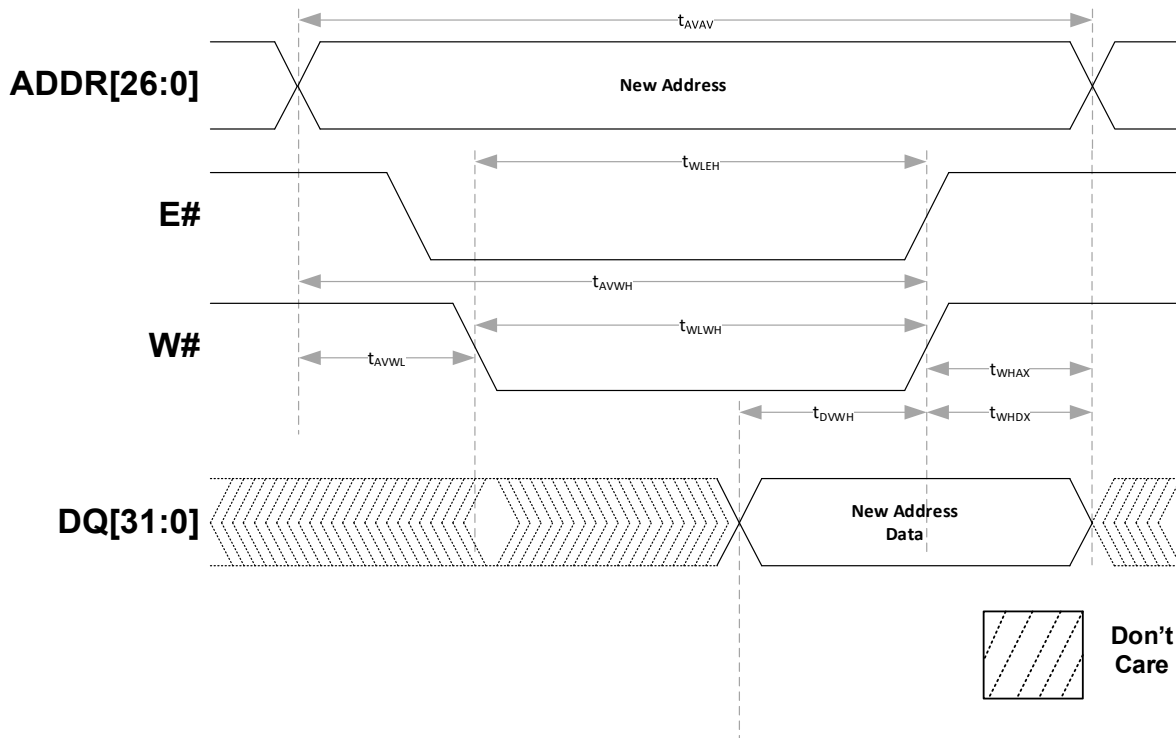 tAVAV
ADDR[26:0]
New Address
tWLEH
E#
tAVWH
W#
tWLWH
tAVWL
tWHAX
tDVWH
tWHDX
DQ[31:0]
New Address
Data
Don't
Care